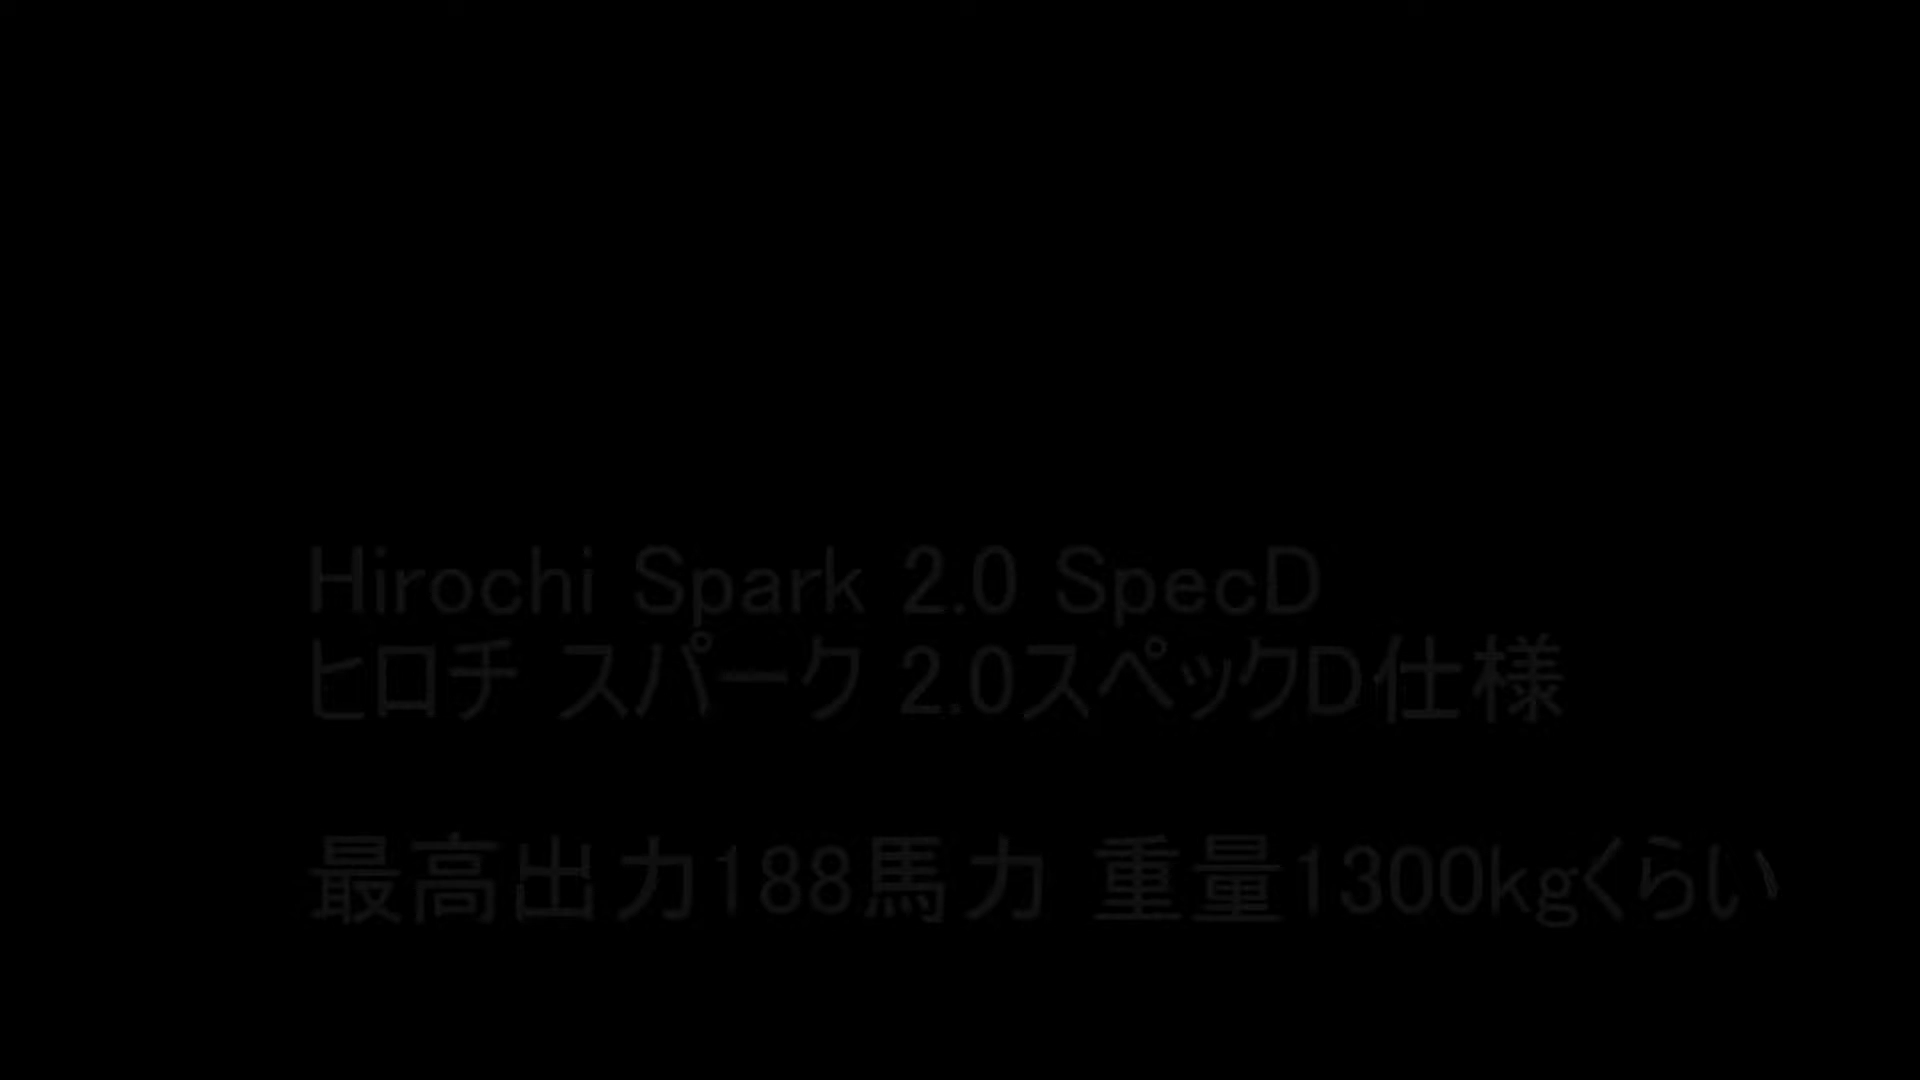 Hirochi Spark 2.0 SpecD
ヒロチ スパーク 2.0スペックD仕様
最高出力188馬力 重量1300kgくらい